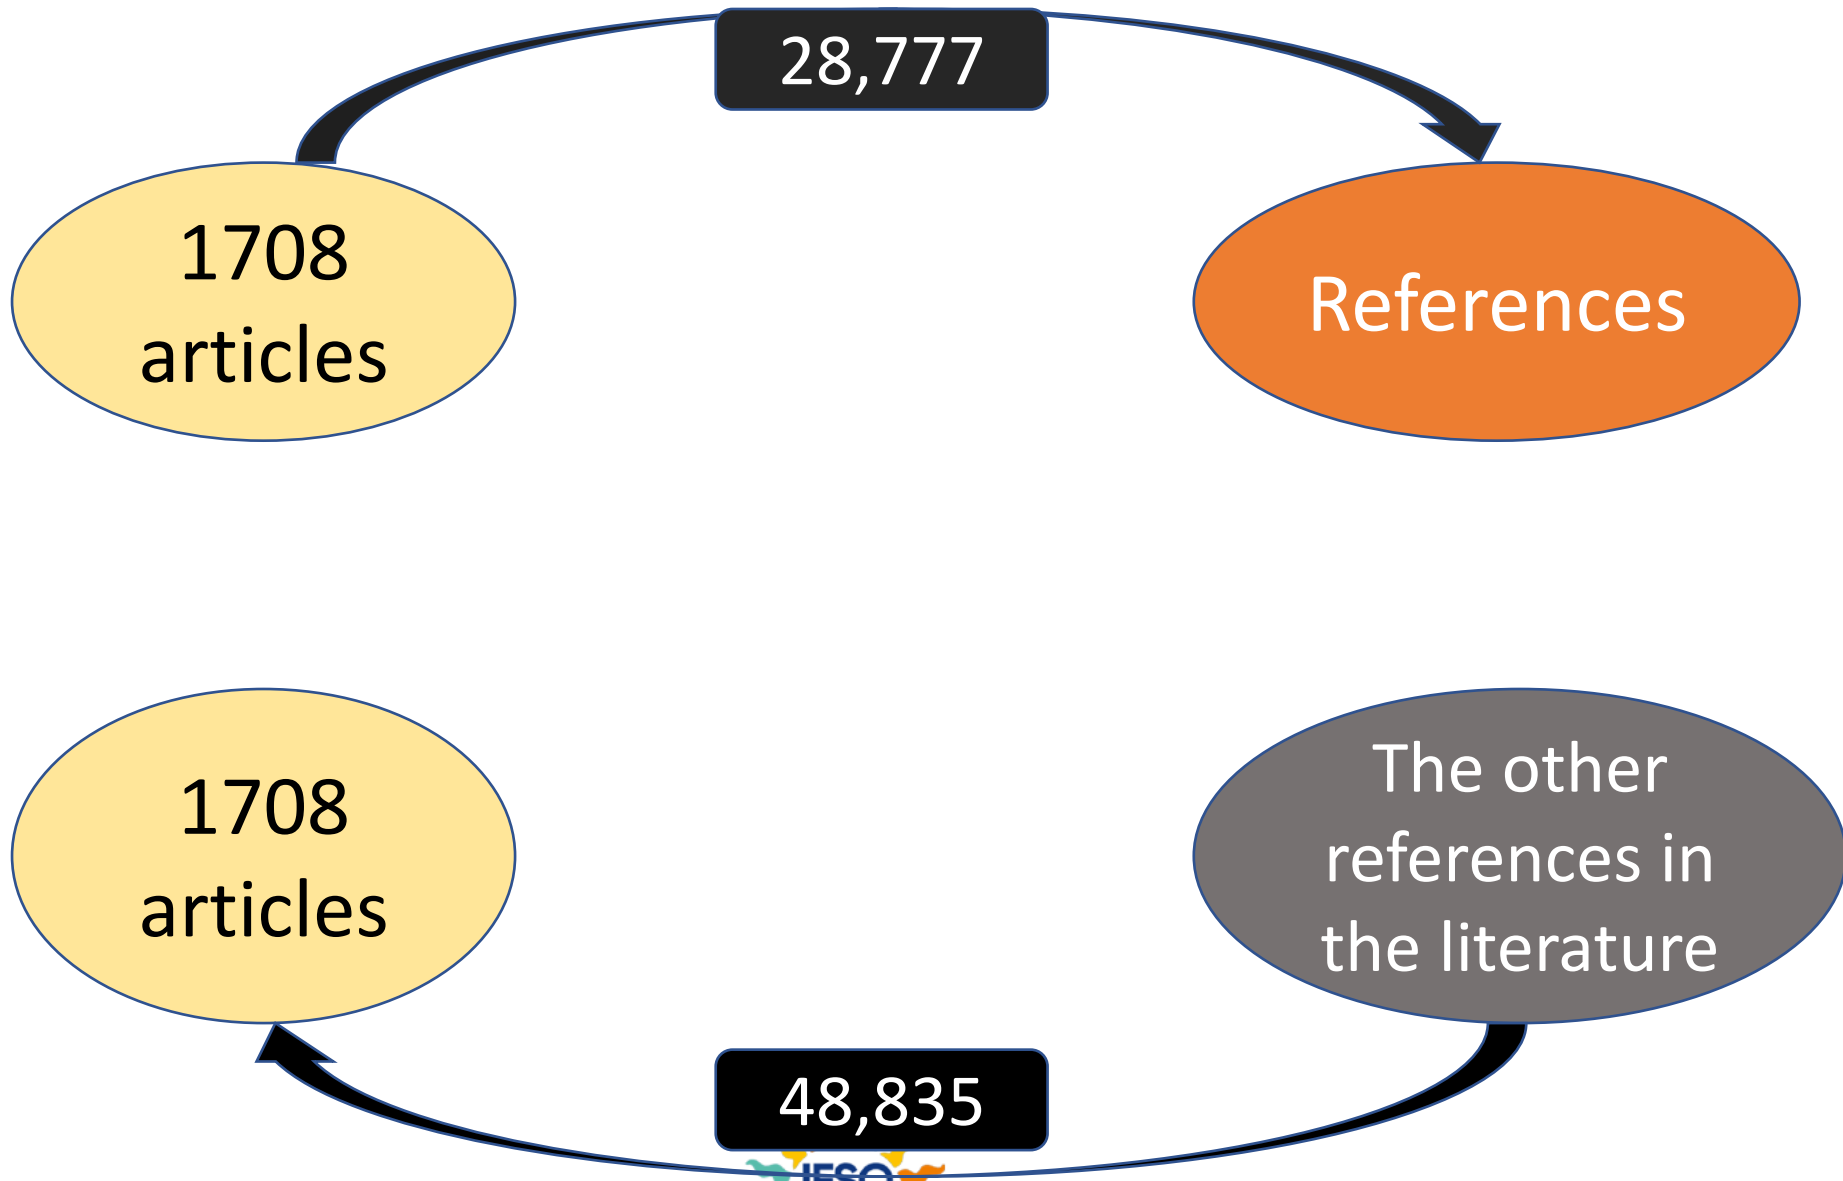 28,777
1708
articles
References
1708
articles
The other
references in
the literature
48,835